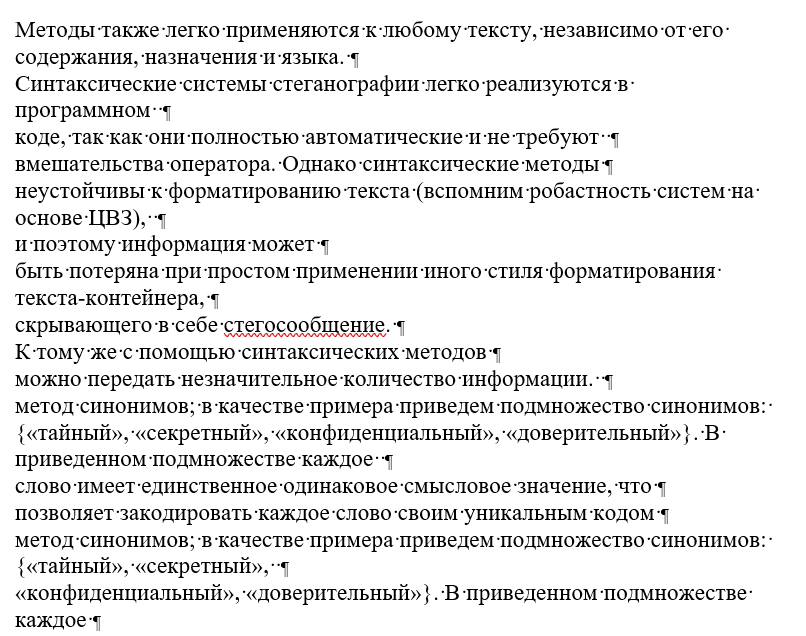 Методы также легко применяются к любому тексту, независимо от его
содержания, назначения и языка. ¶
Синтаксические системы стеганографии легко реализуются в
программном  ¶
коде, так как они полностью автоматические и не требуют  ¶
вмешательства оператора. Однако синтаксические методы ¶
неустойчивы к форматированию текста (вспомним робастность систем на
основе ЦВЗ),  ¶
и поэтому информация может ¶
быть потеряна при простом применении иного стиля форматирования
текста-контейнера, ¶
скрывающего в себе стегосообщение. ¶
К тому же с помощью синтаксических методов ¶
можно передать незначительное количество информации.  ¶
метод синонимов; в качестве примера приведем подмножество синонимов:
{«тайный», «секретный», «конфиденциальный», «доверительный»}. В
приведенном подмножестве каждое  ¶
слово имеет единственное одинаковое смысловое значение, что ¶
позволяет закодировать каждое слово своим уникальным кодом ¶
метод синонимов; в качестве примера приведем подмножество синонимов:
{«тайный», «секретный»,  ¶
«конфиденциальный», «доверительный»}. В приведенном подмножестве
каждое ¶